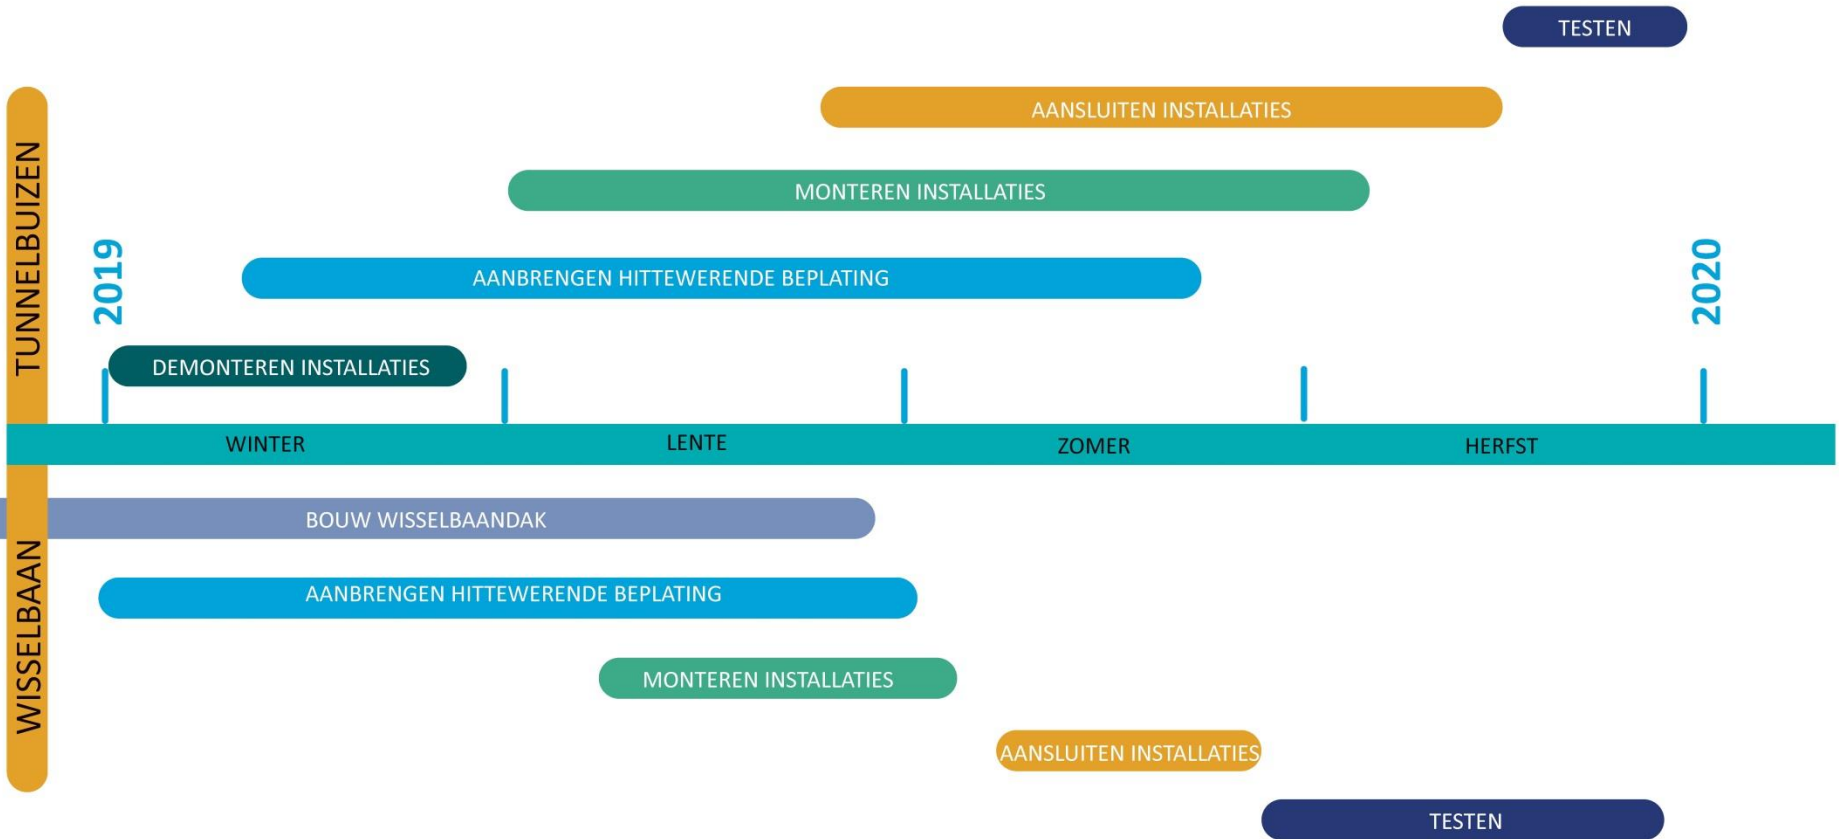 TESTEN
AANSLUITEN INSTALLATIES
MONTEREN INSTALLATIES
TUNNELBUIZEN
2019
2020
AANBRENGEN HITTEWERENDE BEPLATING
DEMONTEREN INSTALLATIES
WINTER
LENTE
ZOMER
HERFST
BOUW WISSELBAANDAK
WISSELBAAN
AANBRENGEN HITTEWERENDE BEPLATING
MONTEREN INSTALLATIES
AANSLUITEN INSTALLATIES
TESTEN